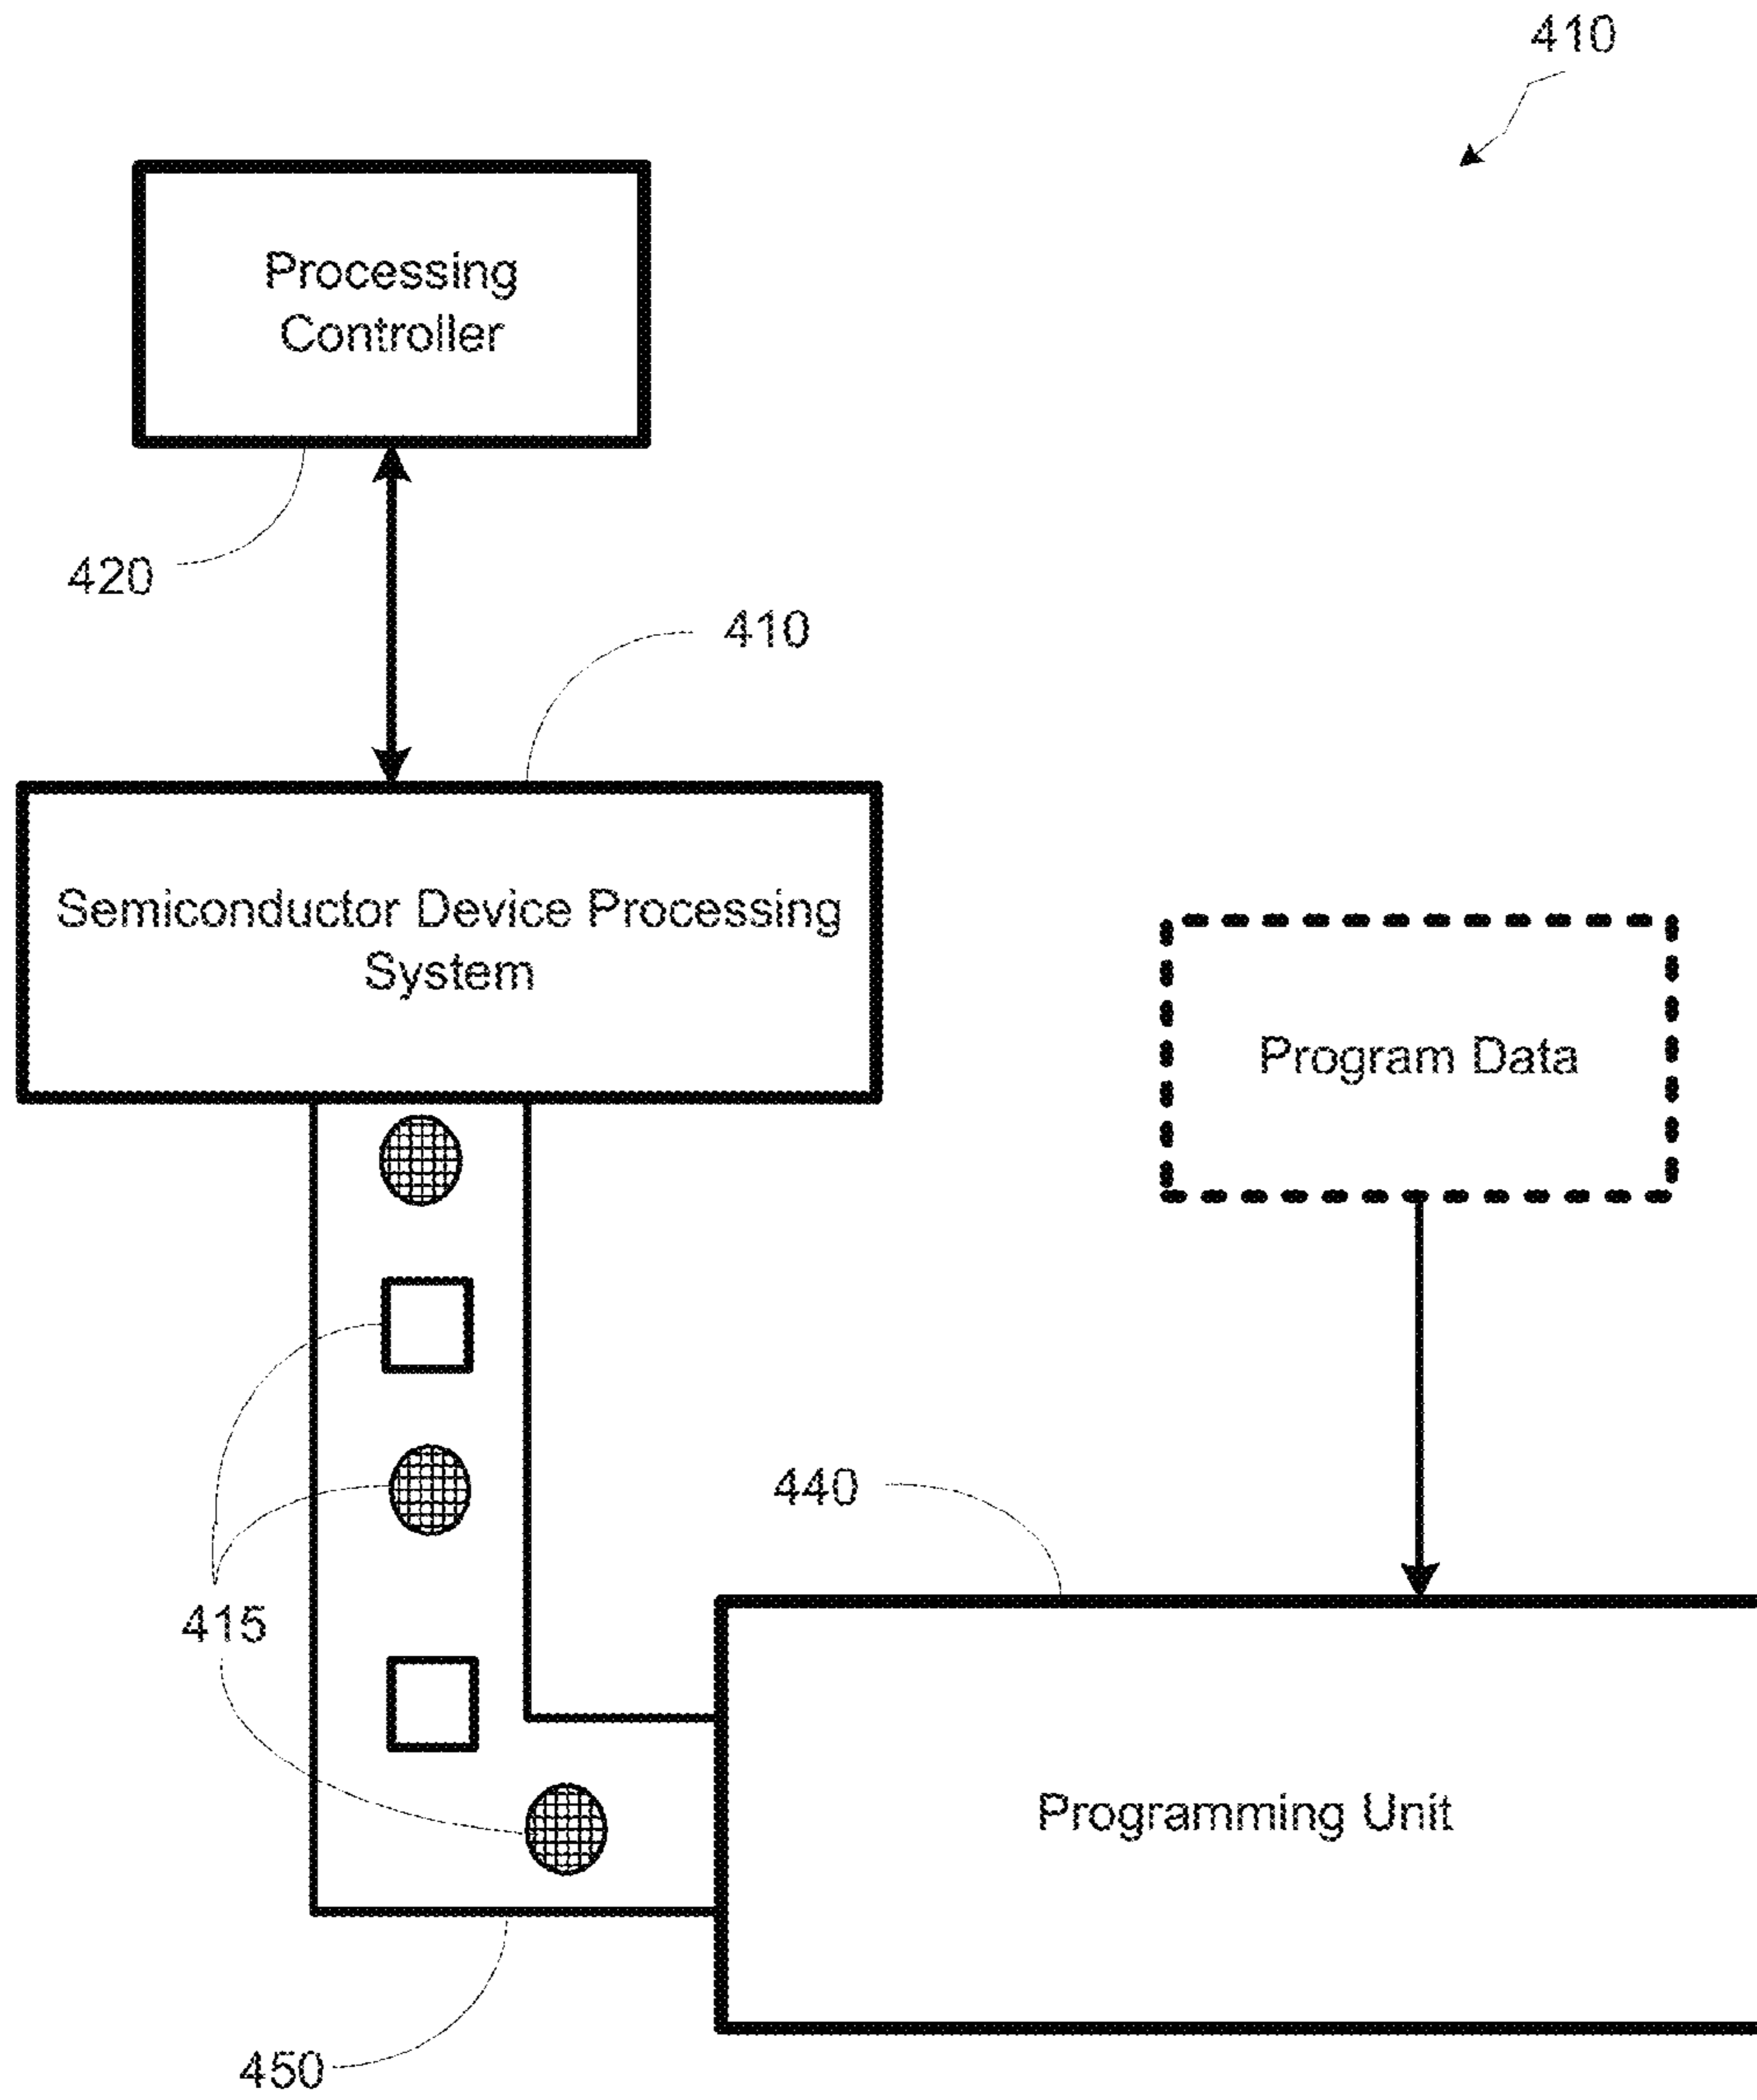 410
Processing
Controller
420
410
Semiconductor Device Processing
System
Program Data
440
415
Programming Unit
450